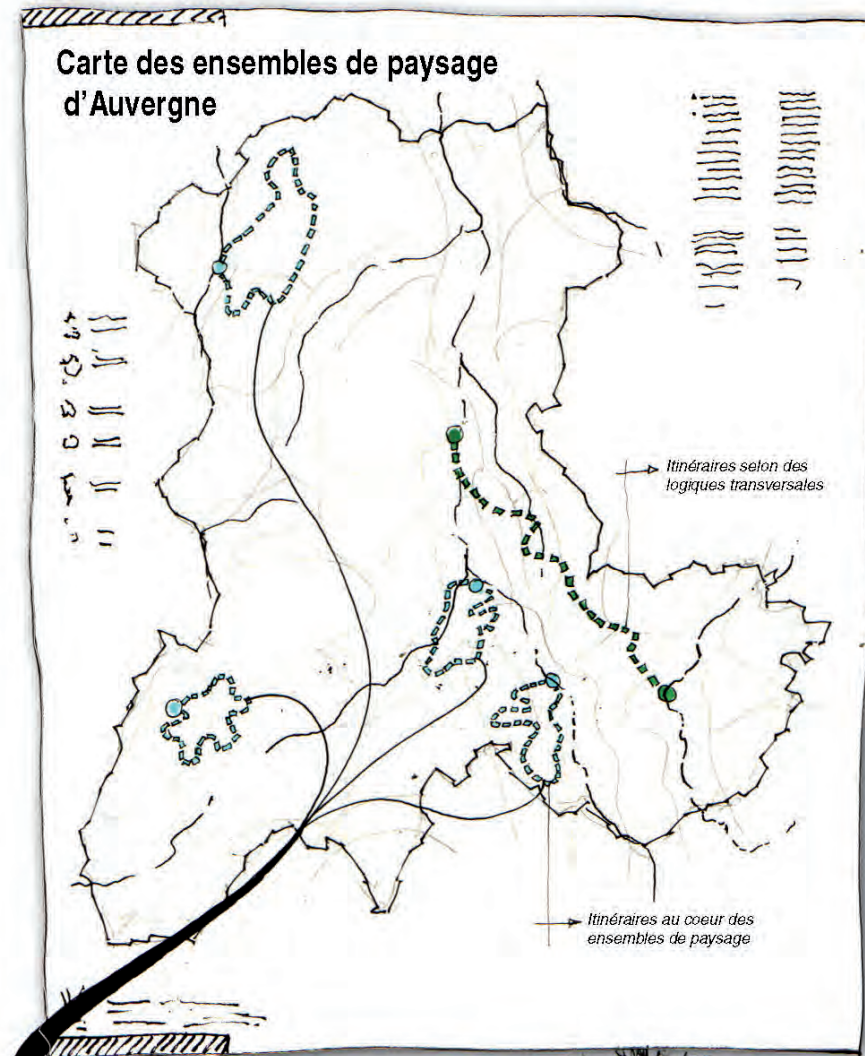 Carte des ensembles de paysage
d'Auvergne
Itinéraires selon des
logiques transversales
Itinéraires au coeur des
ensembles de paysage